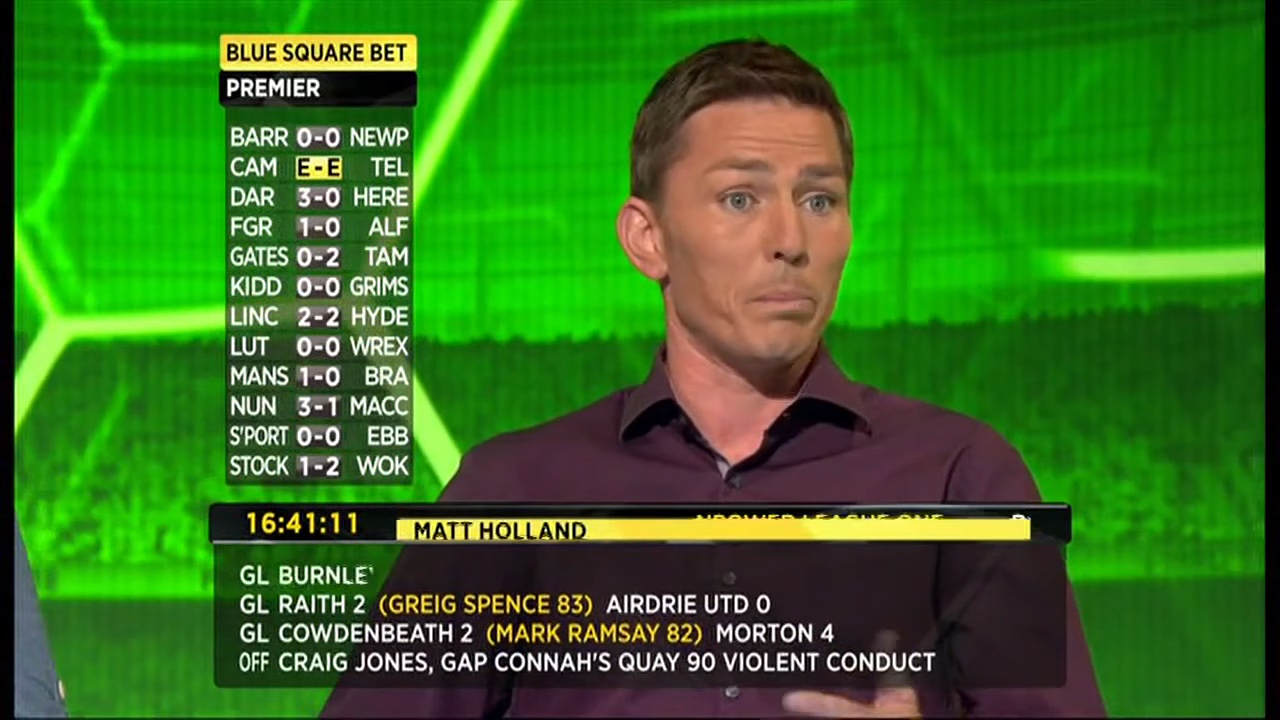 BLUE SQUARE BET
PREMIER
BARR 0-0 NEWP
CAM E-E TEL
DAR 3-0 HERE
FGR 1-0 ALF
GATES 0-2 TAM
KIDD 0-0 GRIMS
LINC 2-2 HYDE
LUT 0-0 WREX
MANS 1-0 BRA
NUN 3-1 MACC
S'PORT 0-0 EBB
STOCK 1-2 WOK
NPOWER LEAGUE ONE
16:41:11 MATT HOLLAND
GL BURNLE
GL RAITH 2 (GREIG SPENCE 83) AIRDRIE UTD 0
GL COWDENBEATH 2 (MARK RAMSAY 82) MORTON 4
OFF CRAIG JONES, GAP CONNAH'S QUAY 90 VIOLENT CONDUCT